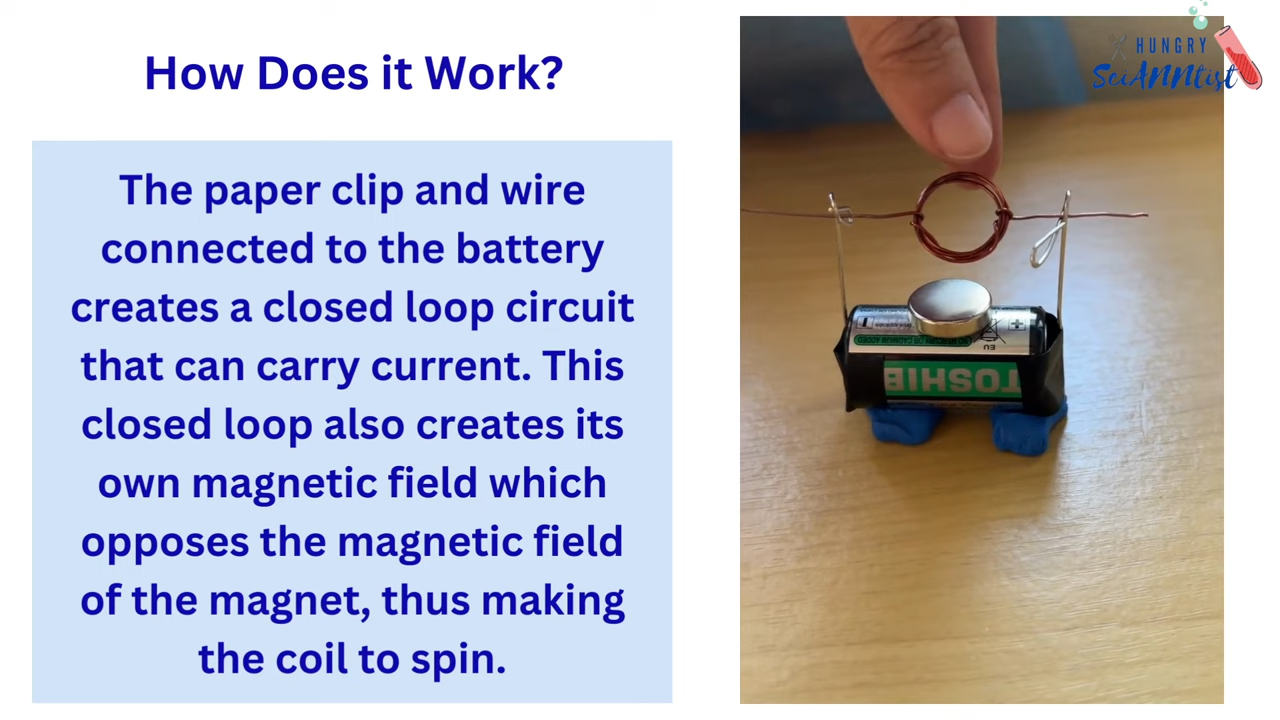 How Does it Work?
The paper clip and wire
connected to the battery
creates a closed loop circuit
that can carry current. This
closed loop also creates its
own magnetic field which
opposes the magnetic field
of the magnet, thus making
the coil to spin.
HUNGRY
SciANNtist
EU
TOSHIB